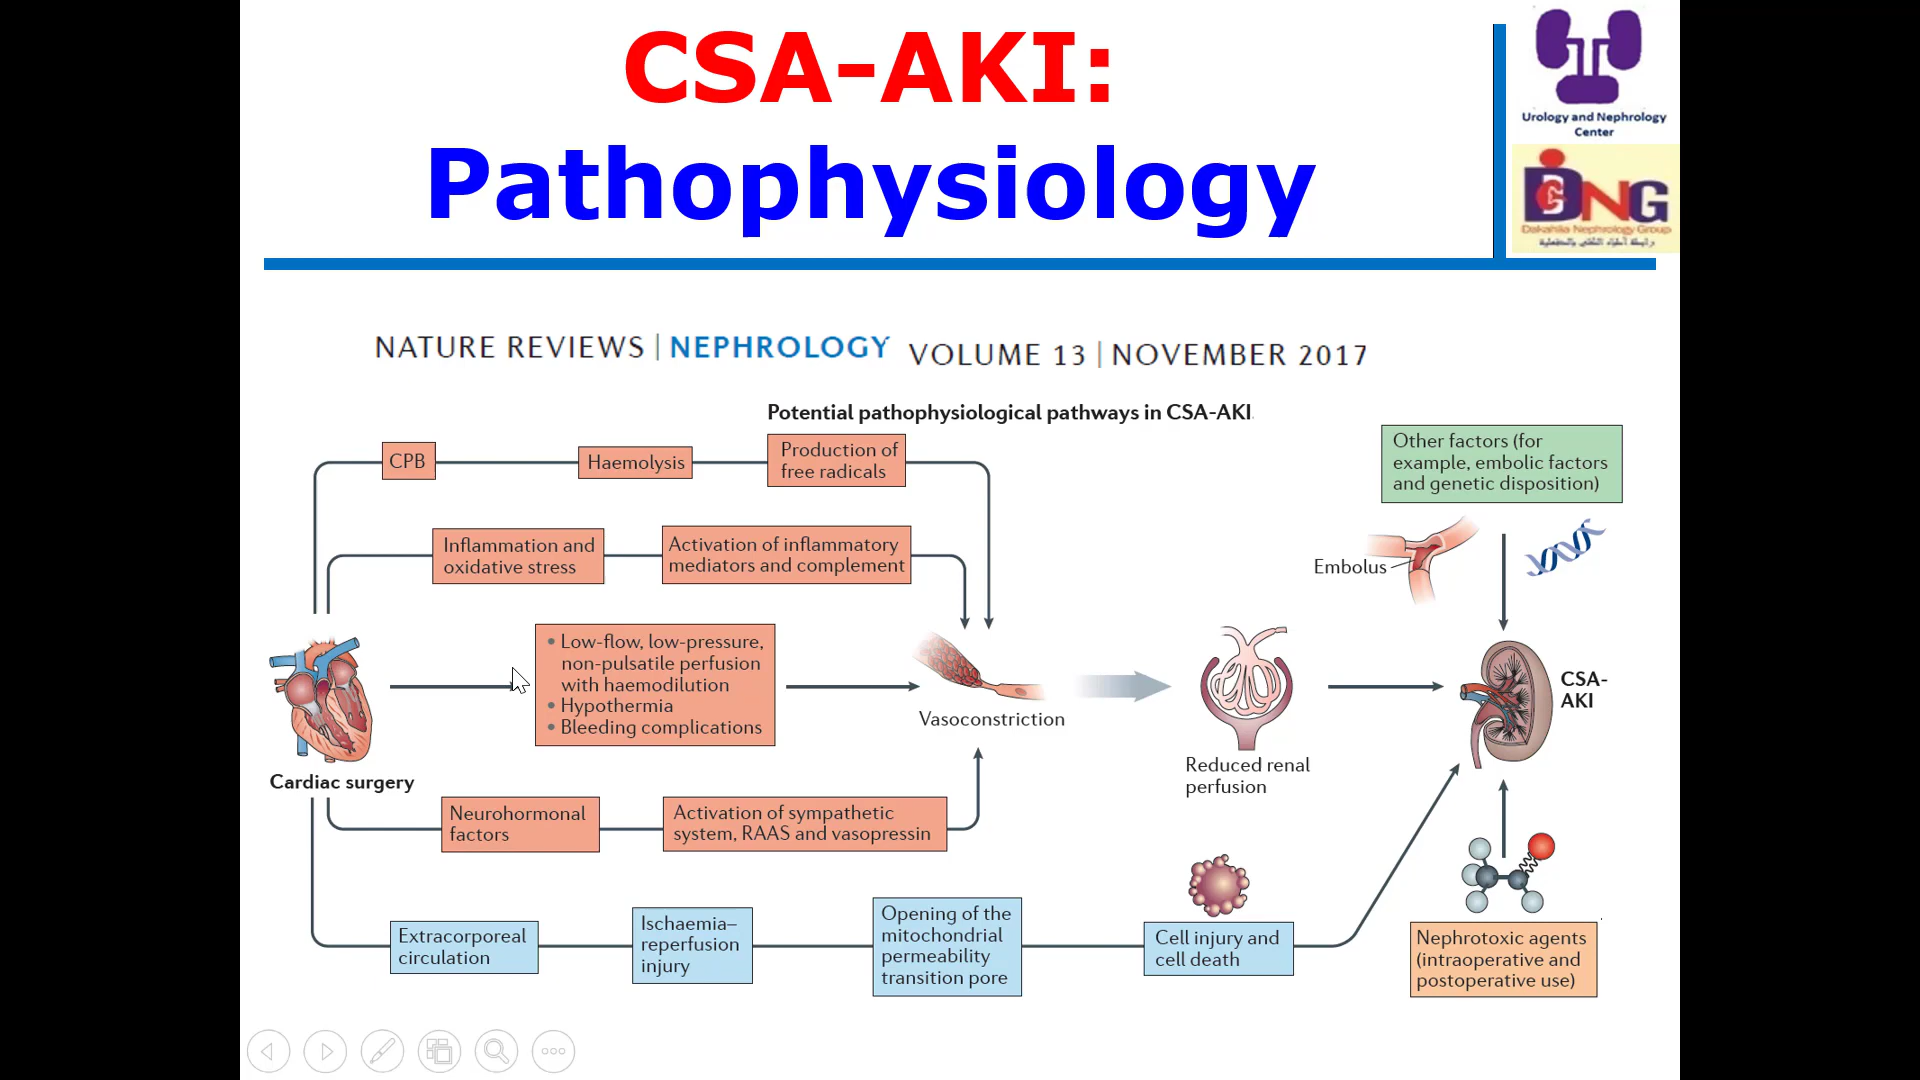 CSA-AKI:
Pathophysiology
Urology and Nephrology
Center
DNG
Dakahlia Nephrology Group
NATURE REVIEWS | NEPHROLOGY VOLUME 13 | NOVEMBER 2017
Potential pathophysiological pathways in CSA-AKI
CPB
Haemolysis
Production of
free radicals
Other factors (for
example, embolic factors
and genetic disposition)
Inflammation and
oxidative stress
Activation of inflammatory
mediators and complement
Embolus
• Low-flow, low-pressure,
non-pulsatile perfusion
with haemodilution
• Hypothermia
• Bleeding complications
Vasoconstriction
Reduced renal
perfusion
CSA-
AKI
Cardiac surgery
Neurohormonal
factors
Activation of sympathetic
system, RAAS and vasopressin
Extracorporeal
circulation
Ischaemia–
reperfusion
injury
Opening of the
mitochondrial
permeability
transition pore
Cell injury and
cell death
Nephrotoxic agents
(intraoperative and
postoperative use)